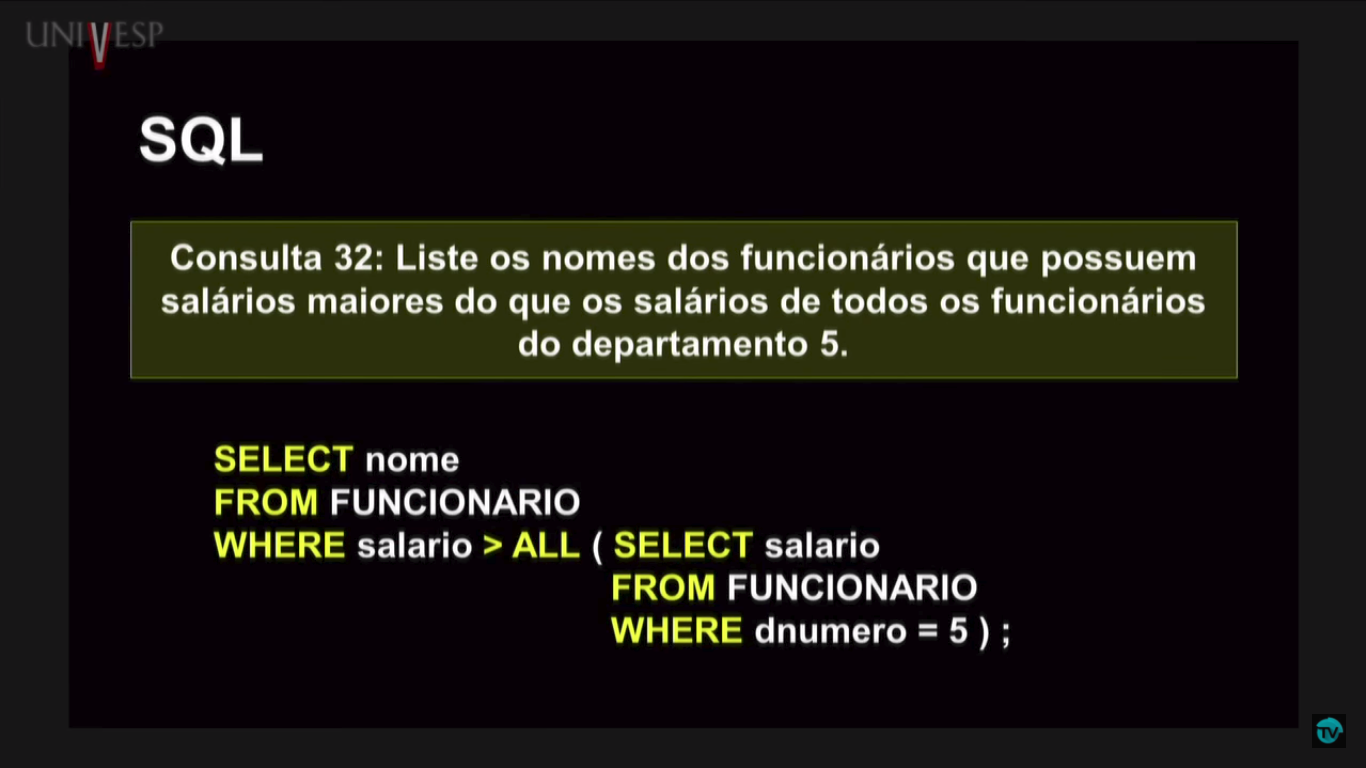 UNIVESP
SQL
Consulta 32: Liste os nomes dos funcionários que possuem
salários maiores do que os salários de todos os funcionários
do departamento 5.
SELECT nome
FROM FUNCIONARIO
WHERE salario > ALL ( SELECT salario
FROM FUNCIONARIO
WHERE dnumero = 5 ) ;
TV